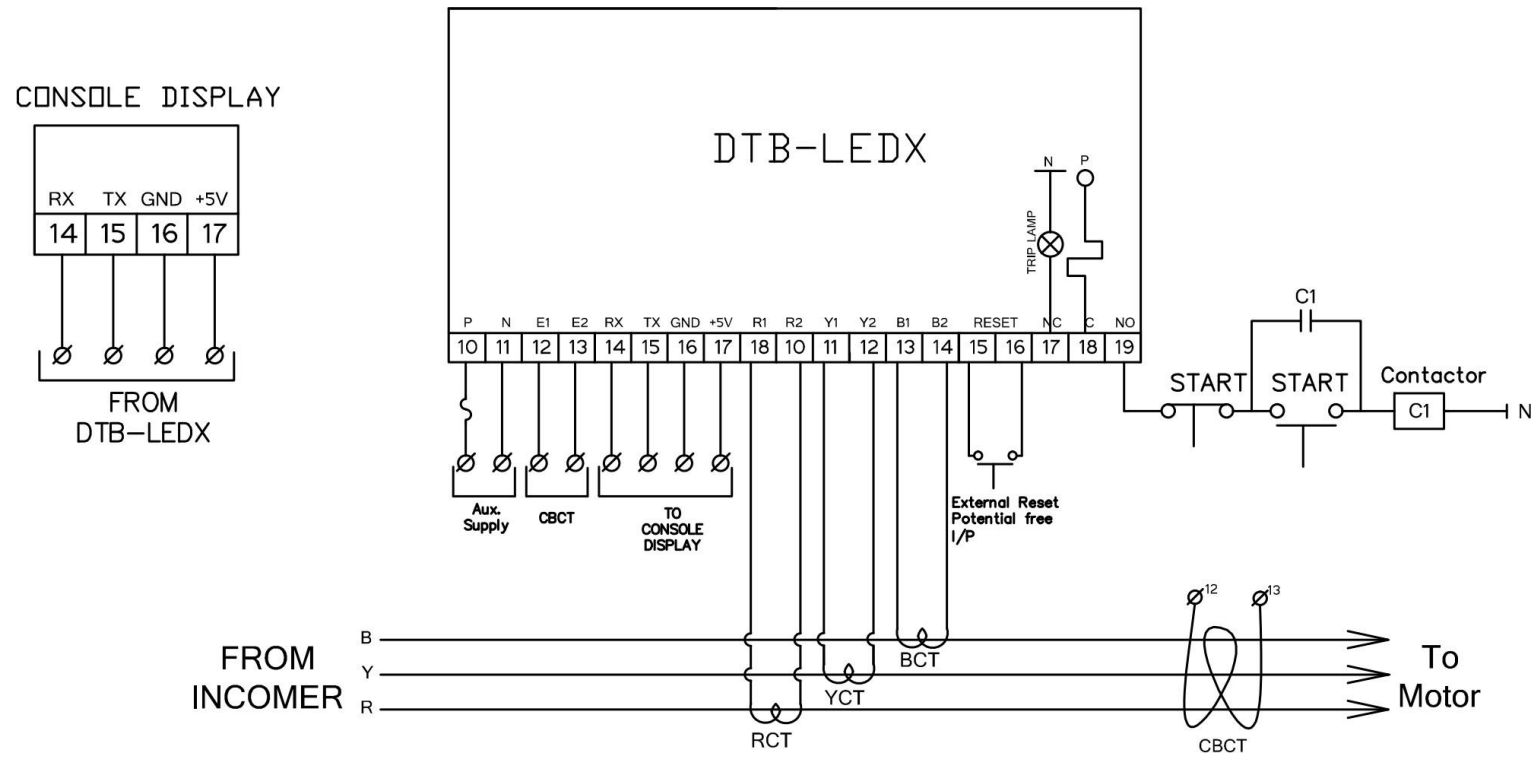 CONSOLE DISPLAY
RX TX GND +5V
14 15 16 17
FROM
DTB-LEDX
DTB-LEDX
N P
TRIP LAMP
P N E1 E2 RX TX GND +5V R1 R2 Y1 Y2 B1 B2 RESET NC C NO
10 11 12 13 14 15 16 17 18 10 11 12 13 14 15 16 17 18 19
Aux.
Supply
CBCT
TO
CONSOLE
DISPLAY
External Reset
Potential free
I/P
C1
START START Contactor
C1 N
12 13
FROM
INCOMER
B
Y
R
BCT
YCT
RCT
CBCT
To
Motor